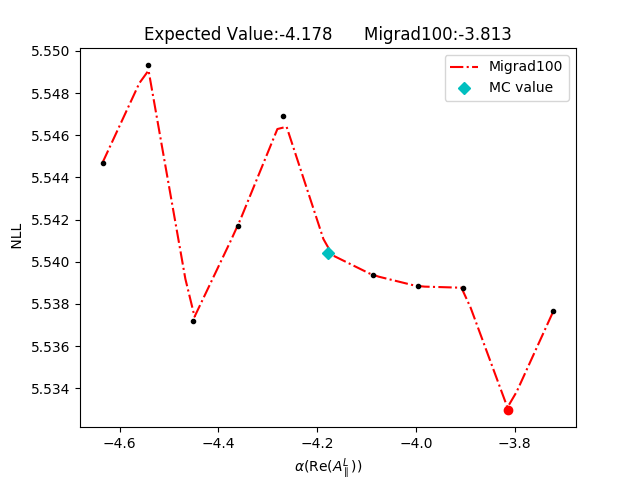 Expected Value:-4.178 Migrad100:-3.813
5.550
5.548
5.546
5.544
5.542
5.540
5.538
5.536
5.534
NLL
Migrad100
MC value
−4.6 −4.4 −4.2 −4.0 −3.8
α(Re(A^L_∥))